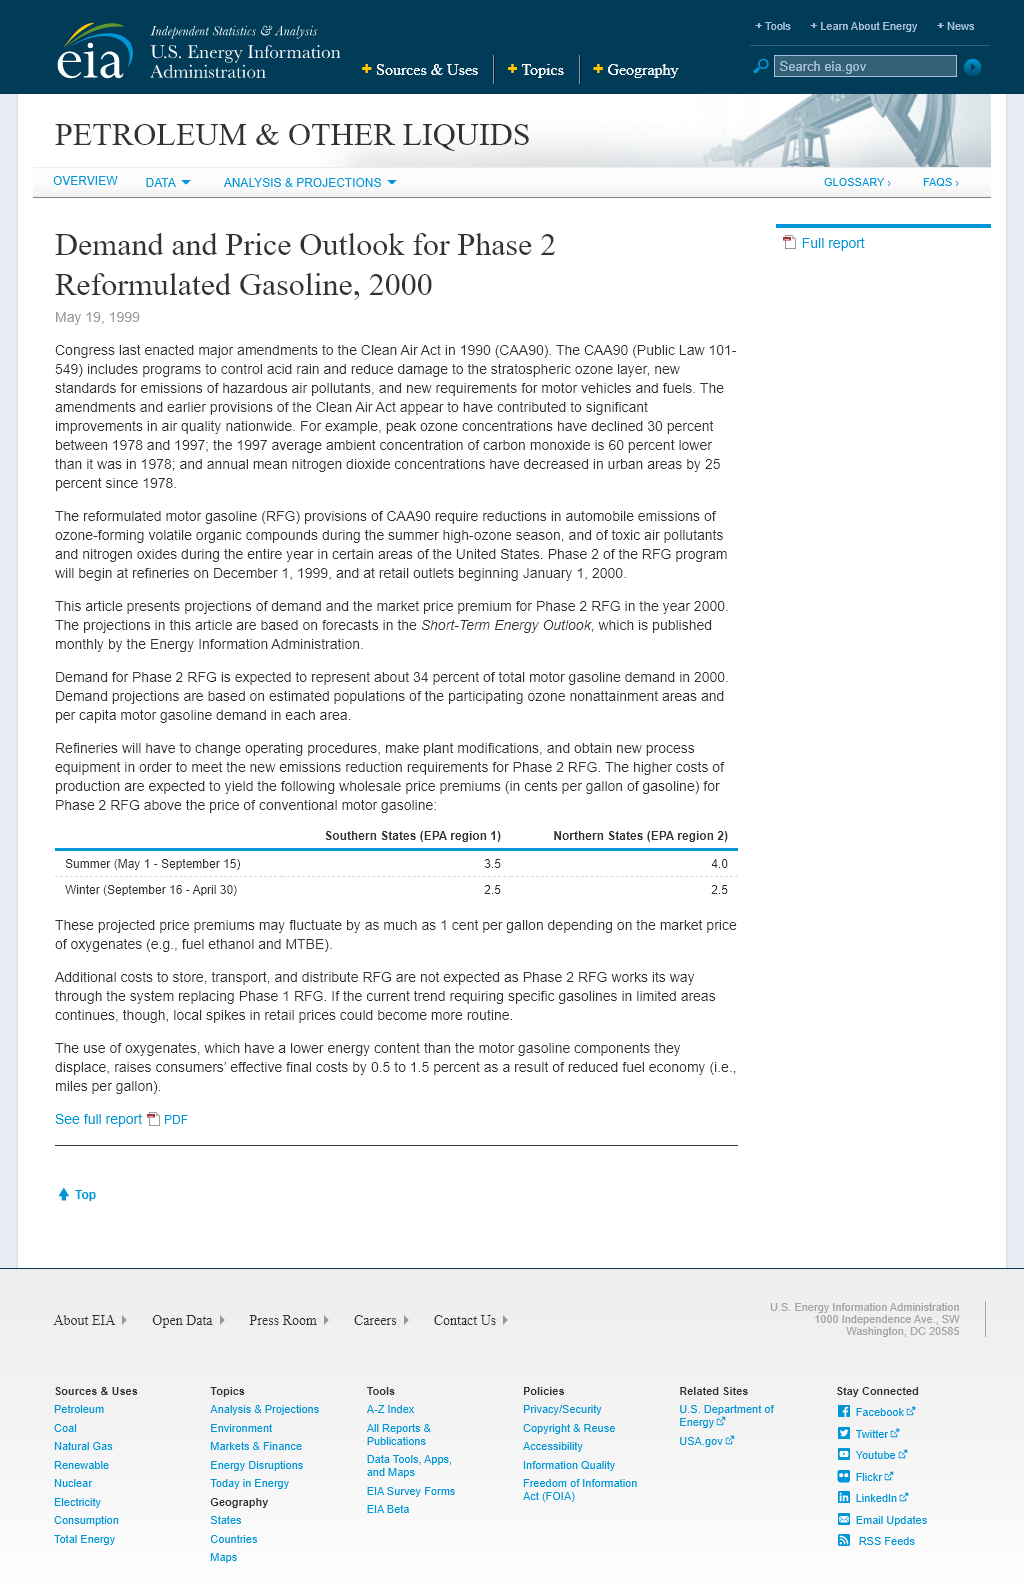 eia
Independent Statistics & Analysis
U.S. Energy Information
Administration
+ Sources & Uses
+ Topics
+ Geography
+ Tools
+ Learn About Energy
+ News
Search eia.gov
PETROLEUM & OTHER LIQUIDS
OVERVIEW
DATA
ANALYSIS & PROJECTIONS
GLOSSARY ›
FAQS ›
Demand and Price Outlook for Phase 2
Reformulated Gasoline, 2000
May 19, 1999
Full report
Congress last enacted major amendments to the Clean Air Act in 1990 (CAA90). The CAA90 (Public Law 101-
549) includes programs to control acid rain and reduce damage to the stratospheric ozone layer, new
standards for emissions of hazardous air pollutants, and new requirements for motor vehicles and fuels. The
amendments and earlier provisions of the Clean Air Act appear to have contributed to significant
improvements in air quality nationwide. For example, peak ozone concentrations have declined 30 percent
between 1978 and 1997; the 1997 average ambient concentration of carbon monoxide is 60 percent lower
than it was in 1978; and annual mean nitrogen dioxide concentrations have decreased in urban areas by 25
percent since 1978.
The reformulated motor gasoline (RFG) provisions of CAA90 require reductions in automobile emissions of
ozone-forming volatile organic compounds during the summer high-ozone season, and of toxic air pollutants
and nitrogen oxides during the entire year in certain areas of the United States. Phase 2 of the RFG program
will begin at refineries on December 1, 1999, and at retail outlets beginning January 1, 2000.
This article presents projections of demand and the market price premium for Phase 2 RFG in the year 2000.
The projections in this article are based on forecasts in the Short-Term Energy Outlook, which is published
monthly by the Energy Information Administration.
Demand for Phase 2 RFG is expected to represent about 34 percent of total motor gasoline demand in 2000.
Demand projections are based on estimated populations of the participating ozone nonattainment areas and
per capita motor gasoline demand in each area.
Refineries will have to change operating procedures, make plant modifications, and obtain new process
equipment in order to meet the new emissions reduction requirements for Phase 2 RFG. The higher costs of
production are expected to yield the following wholesale price premiums (in cents per gallon of gasoline) for
Phase 2 RFG above the price of conventional motor gasoline:
Southern States (EPA region 1) Northern States (EPA region 2)
Summer (May 1 - September 15) 3.5 4.0
Winter (September 16 - April 30) 2.5 2.5
These projected price premiums may fluctuate by as much as 1 cent per gallon depending on the market price
of oxygenates (e.g., fuel ethanol and MTBE).
Additional costs to store, transport, and distribute RFG are not expected as Phase 2 RFG works its way
through the system replacing Phase 1 RFG. If the current trend requiring specific gasolines in limited areas
continues, though, local spikes in retail prices could become more routine.
The use of oxygenates, which have a lower energy content than the motor gasoline components they
displace, raises consumers’ effective final costs by 0.5 to 1.5 percent as a result of reduced fuel economy (i.e.,
miles per gallon).
See full report PDF
Top
About EIA
Open Data
Press Room
Careers
Contact Us
U.S. Energy Information Administration
1000 Independence Ave., SW
Washington, DC 20585
Sources & Uses
Petroleum
Coal
Natural Gas
Renewable
Nuclear
Electricity
Consumption
Total Energy
Topics
Analysis & Projections
Environment
Markets & Finance
Energy Disruptions
Today in Energy
Geography
States
Countries
Maps
Tools
A-Z Index
All Reports &
Publications
Data Tools, Apps,
and Maps
EIA Survey Forms
EIA Beta
Policies
Privacy/Security
Copyright & Reuse
Accessibility
Information Quality
Freedom of Information
Act (FOIA)
Related Sites
U.S. Department of
Energy
USA.gov
Stay Connected
Facebook
Twitter
Youtube
Flickr
LinkedIn
Email Updates
RSS Feeds